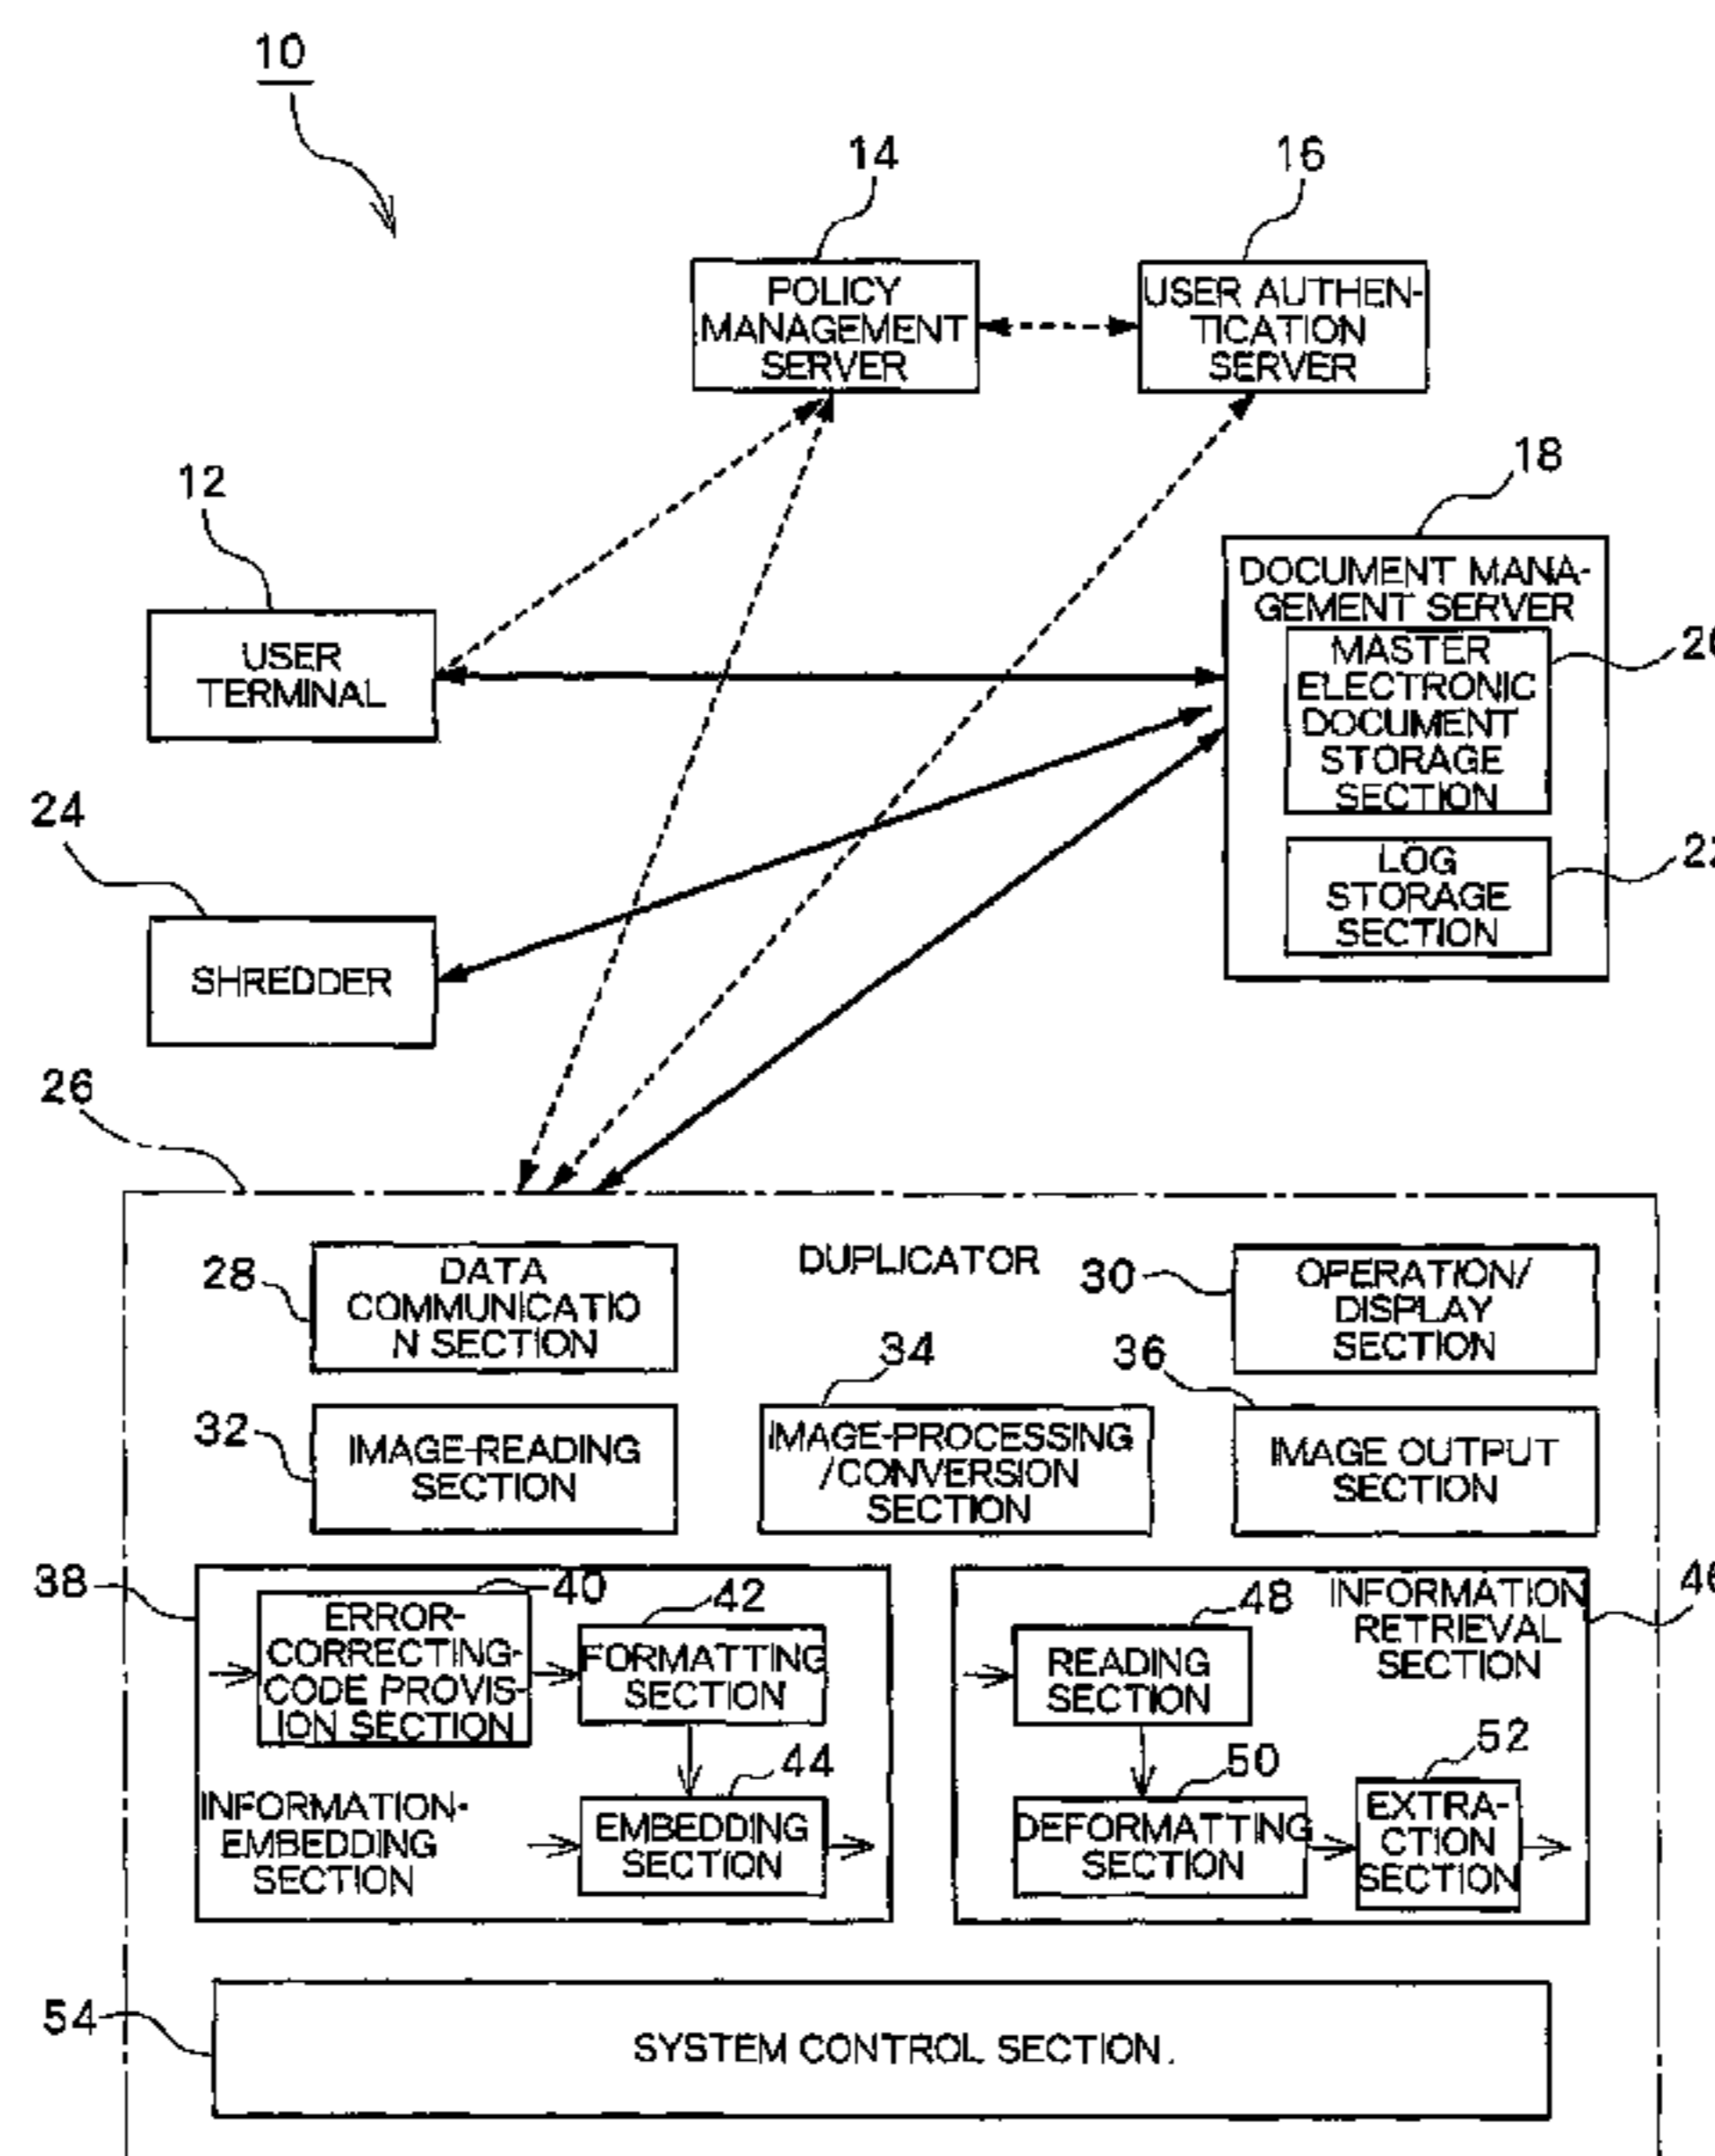 10
14
16
POLICY
MANAGEMENT
SERVER
USER AUTHEN-
TICATION
SERVER
12
18
USER
TERMINAL
DOCUMENT MANA-
GEMENT SERVER
MASTER
ELECTRONIC
DOCUMENT
STORAGE
SECTION
24
LOG
STORAGE
SECTION
SHREDDER
26
DUPLICATOR
28
DATA
COMMUNICATIO
N SECTION
30
OPERATION/
DISPLAY
SECTION
32
IMAGE-READING
SECTION
34
IMAGE-PROCESSING
/CONVERSION
SECTION
36
IMAGE OUTPUT
SECTION
38
40
ERROR-
CORRECTING-
CODE PROVIS-
ION SECTION
42
FORMATTING
SECTION
44
EMBEDDING
SECTION
INFORMATION-
EMBEDDING
SECTION
INFORMATION
RETRIEVAL
SECTION
48
READING
SECTION
50
DEFORMATTING
SECTION
52
EXTRA-
CTION
SECTION
54
SYSTEM CONTROL SECTION.